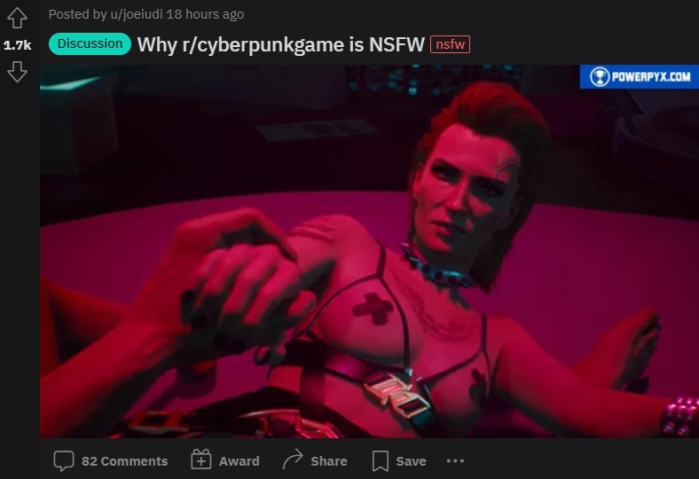 Posted by u/joeiudi 18 hours ago
1.7k
Discussion Why r/cyberpunkgame is NSFW nsfw
POWERPYX.COM
82 Comments Award Share Save